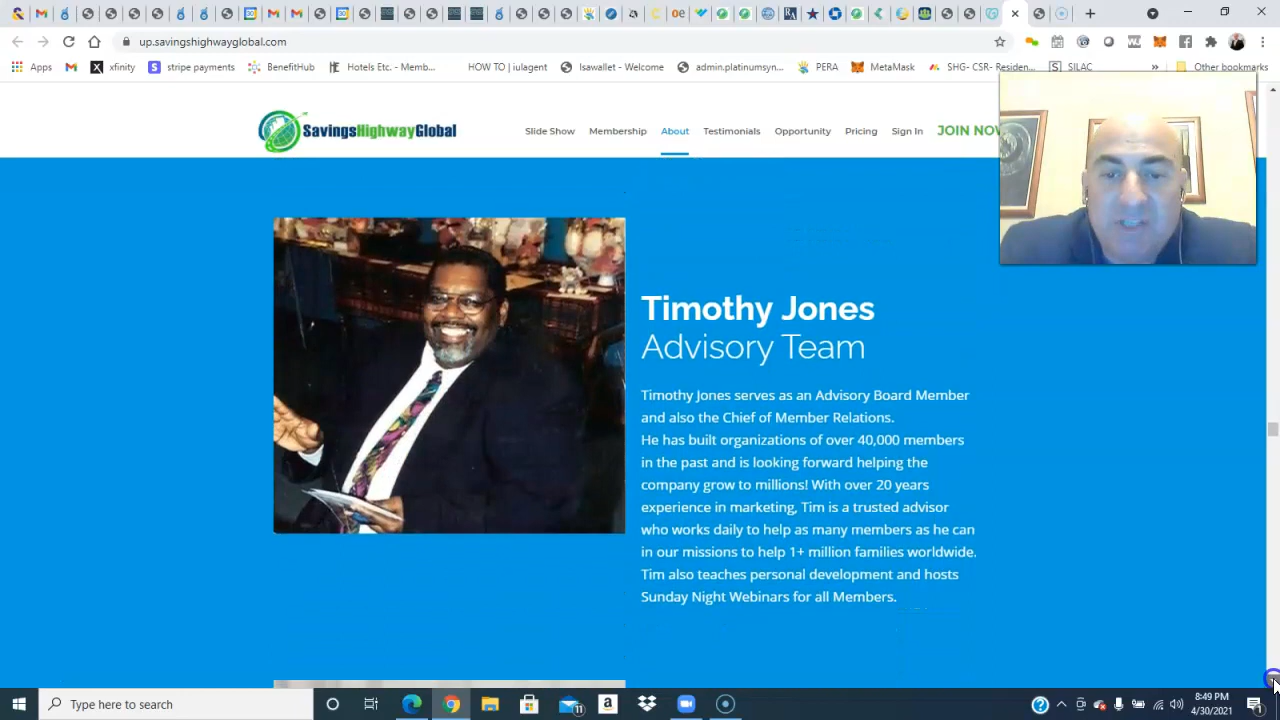 up.savingshighwayglobal.com
Apps
xfinity
stripe payments
BenefitHub
Hotels Etc. - Memb...
HOW TO | iulagent
Isawallet - Welcome
admin.platinumsyn...
PERA
MetaMask
SHG- CSR- Residen...
SILAC
»
Other bookmarks
SavingsHighwayGlobal
Slide Show
Membership
About
Testimonials
Opportunity
Pricing
Sign In
JOIN NOW
Timothy Jones
Advisory Team
Timothy Jones serves as an Advisory Board Member
and also the Chief of Member Relations.
He has built organizations of over 40,000 members
in the past and is looking forward helping the
company grow to millions! With over 20 years
experience in marketing, Tim is a trusted advisor
who works daily to help as many members as he can
in our missions to help 1+ million families worldwide.
Tim also teaches personal development and hosts
Sunday Night Webinars for all Members.
Type here to search
11
8:49 PM
4/30/2021